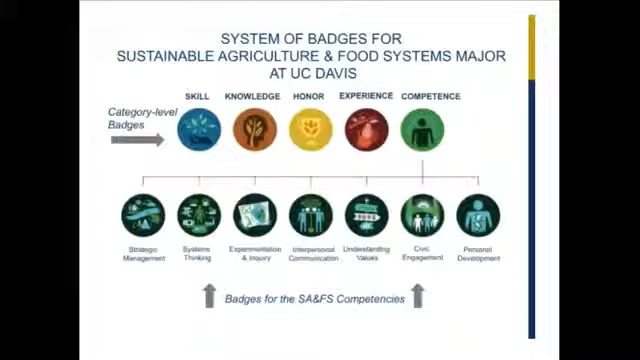 SYSTEM OF BADGES FOR
SUSTAINABLE AGRICULTURE & FOOD SYSTEMS MAJOR
AT UC DAVIS
SKILL KNOWLEDGE HONOR EXPERIENCE COMPETENCE
Category-level
Badges
Strategic Systems Experimentation Interpersonal Understanding Civic Personal
Management Thinking & Inquiry Communication Values Engagement Development
Badges for the SA&FS Competencies